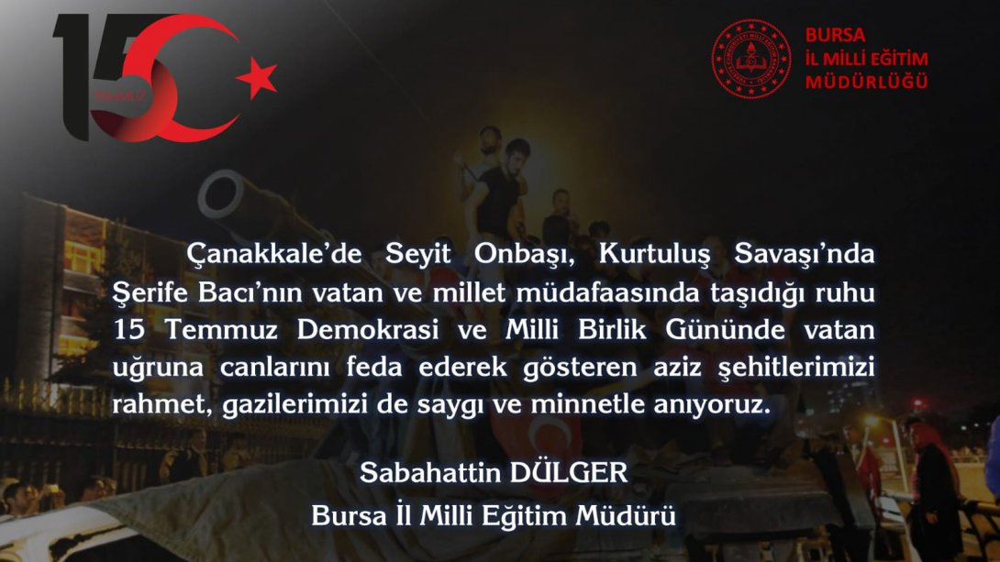 15
TEMMUZ
BURSA
İL MİLLİ EĞİTİM
MÜDÜRLÜĞÜ
Çanakkale’de Seyit Onbaşı, Kurtuluş Savaşı’nda
Şerife Bacı’nın vatan ve millet müdafaasında taşıdığı ruhu
15 Temmuz Demokrasi ve Milli Birlik Gününde vatan
uğruna canlarını feda ederek gösteren aziz şehitlerimizi
rahmet, gazilerimizi de saygı ve minnetle anıyoruz.
Sabahattin DÜLGER
Bursa İl Milli Eğitim Müdürü